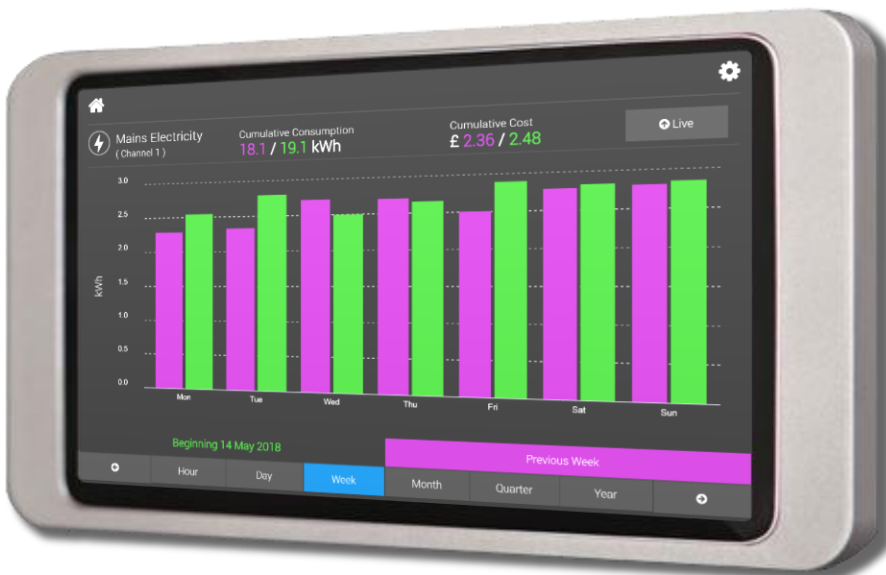 Mains Electricity
( Channel 1 )
Cumulative Consumption
18.1 / 19.1 kWh
Cumulative Cost
£ 2.36 / 2.48
Live
3.0
2.5
2.0
1.5
1.0
0.5
0.0
kWh
Mon Tue Wed Thu Fri Sat Sun
Beginning 14 May 2018
Previous Week
Hour Day Week Month Quarter Year